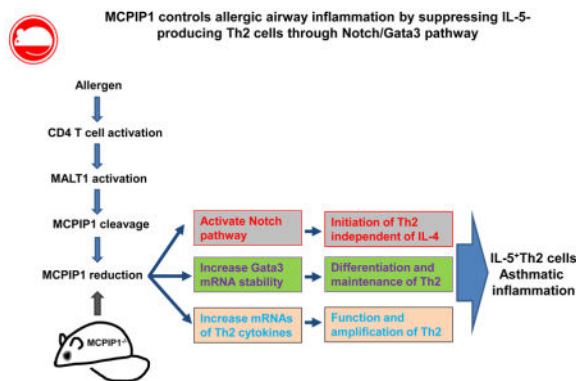 MCPIP1 controls allergic airway inflammation by suppressing IL-5-
producing Th2 cells through Notch/Gata3 pathway
Allergen
CD4 T cell activation
MALT1 activation
MCPIP1 cleavage
MCPIP1 reduction
MCPIP1-/-
Activate Notch
pathway
Initiation of Th2
independent of IL-4
Increase Gata3
mRNA stability
Differentiation and
maintenance of Th2
Increase mRNAs
of Th2 cytokines
Function and
amplification of Th2
IL-5+Th2 cells
Asthmatic
inflammation